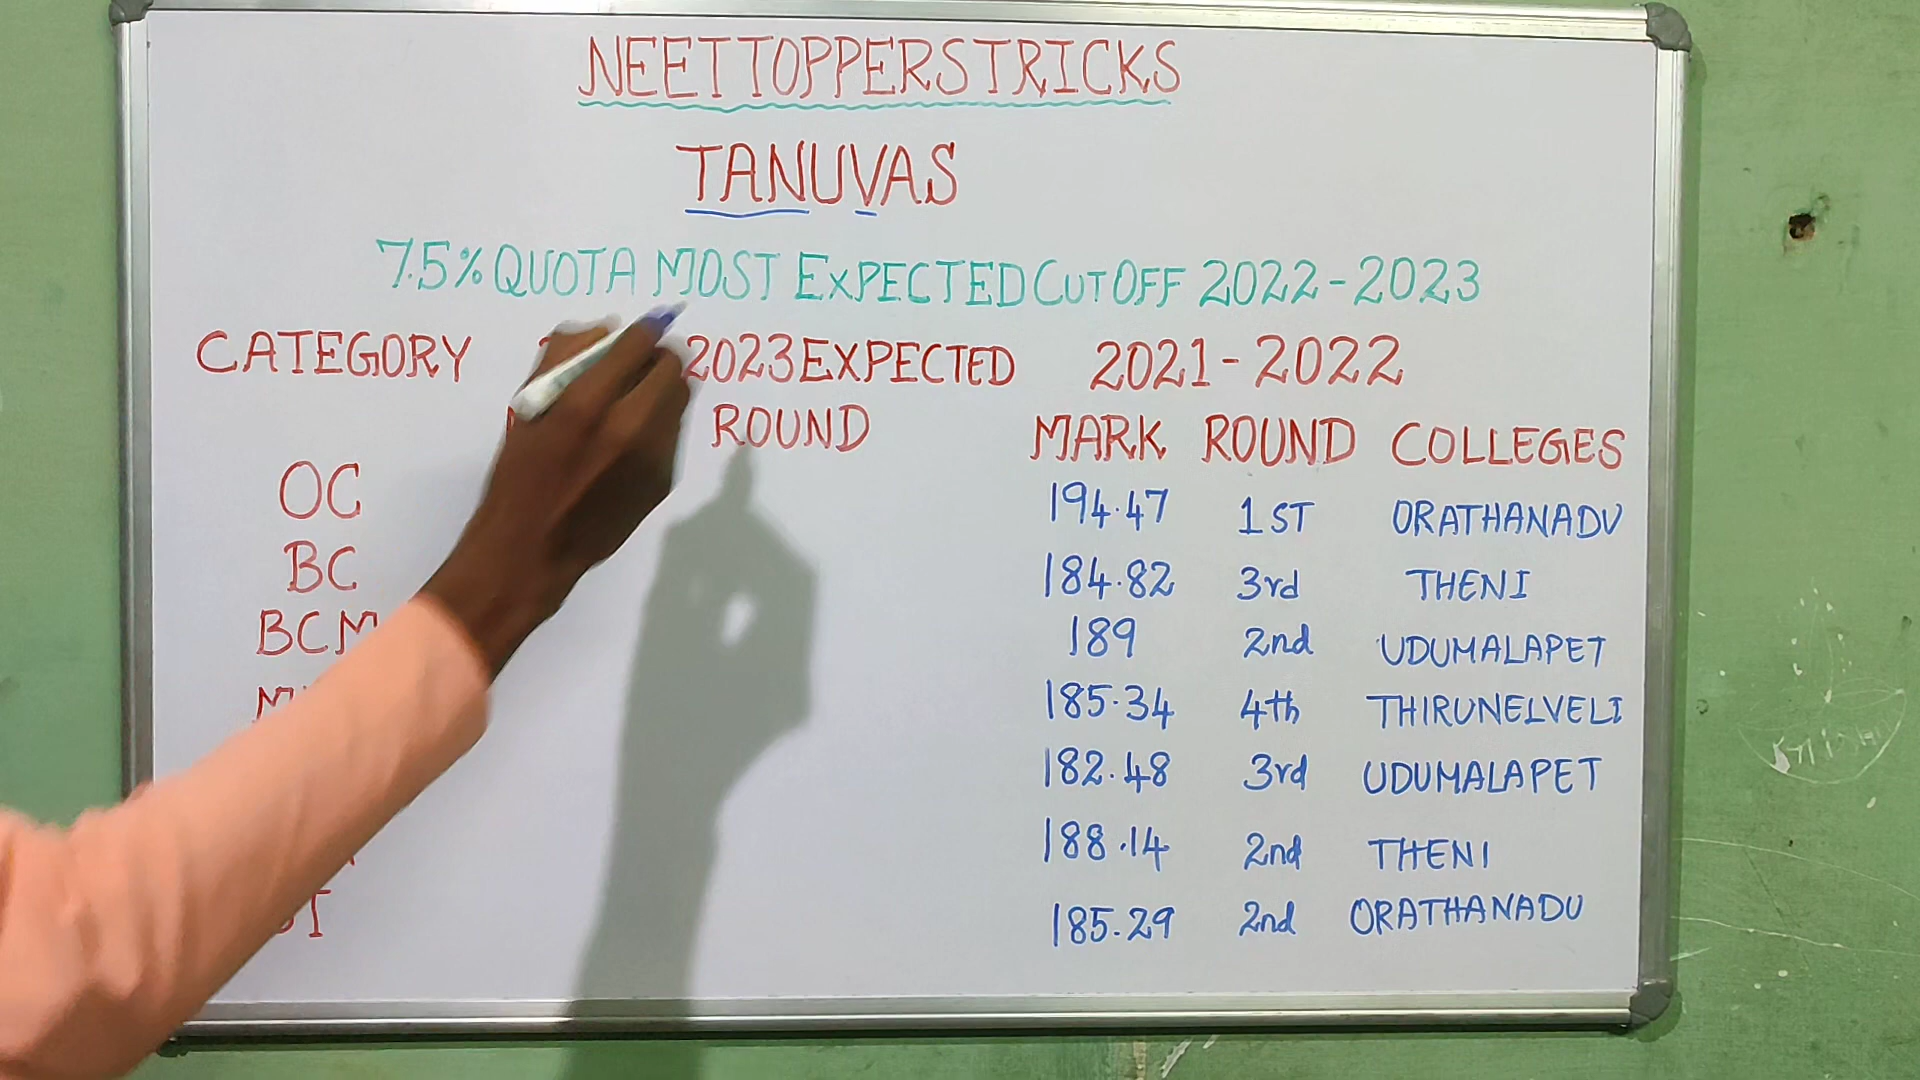 NEETTOPPERSTRICKS
TANUVAS
7.5% QUOTA MOST EXPECTED CUT OFF 2022-2023
CATEGORY 2023 EXPECTED 2021-2022
ROUND MARK ROUND COLLEGES
OC 194.47 1ST ORATHANADU
BC 184.82 3rd THENI
BCM 189 2nd UDUMALAPET
185.34 4th THIRUNELVELI
182.48 3rd UDUMALAPET
188.14 2nd THENI
185.29 2nd ORATHANADU